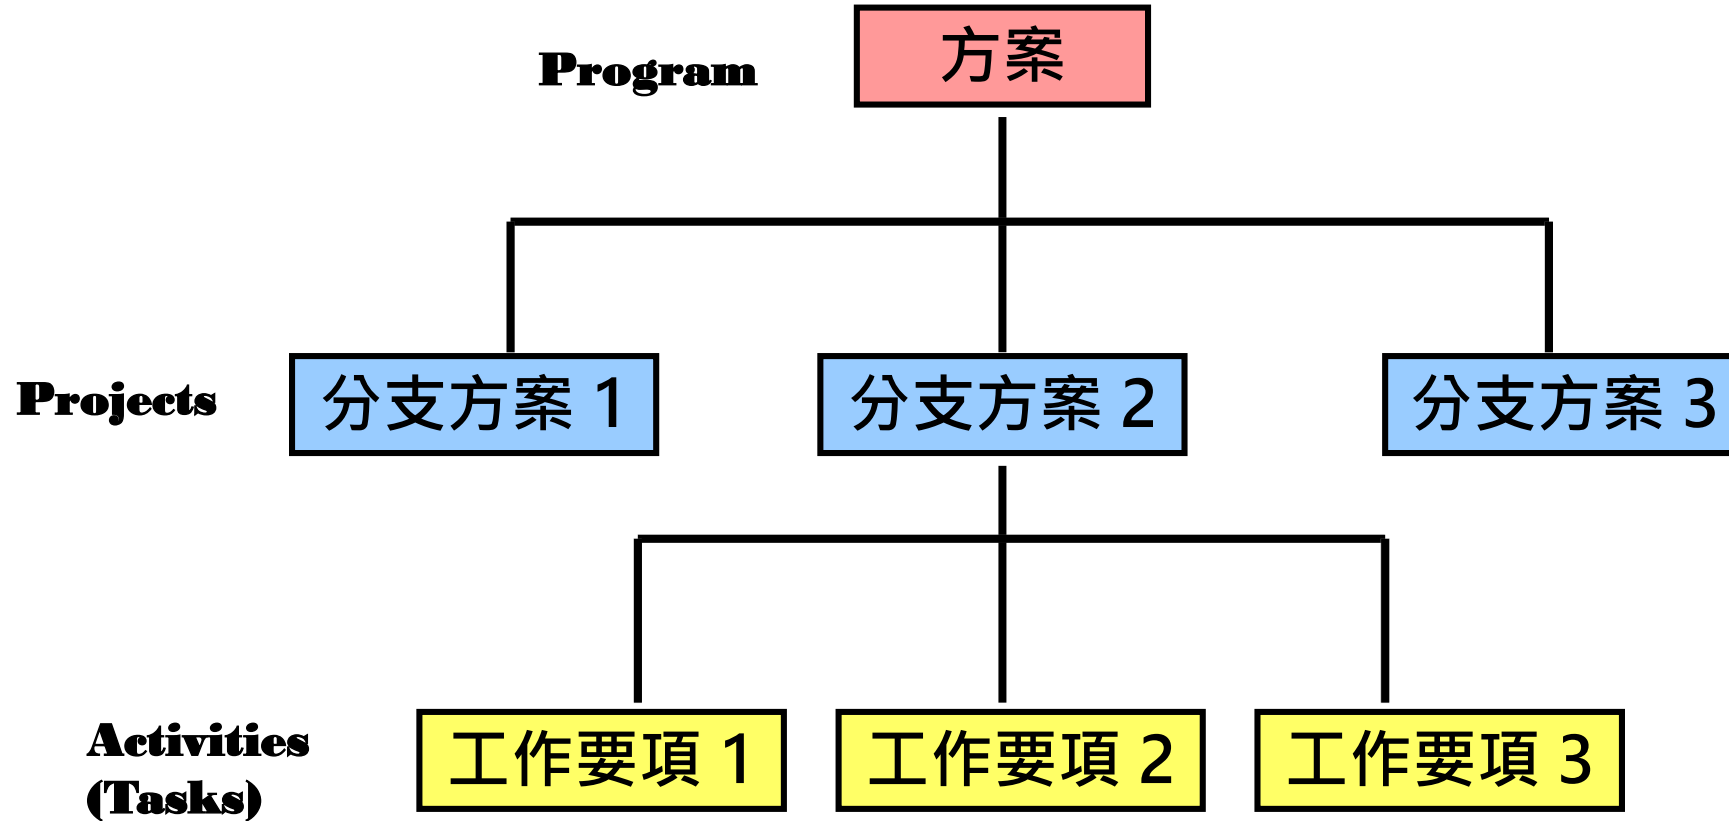 Program
方案
Projects
分支方案 1
分支方案 2
分支方案 3
Activities
(Tasks)
工作要項 1
工作要項 2
工作要項 3